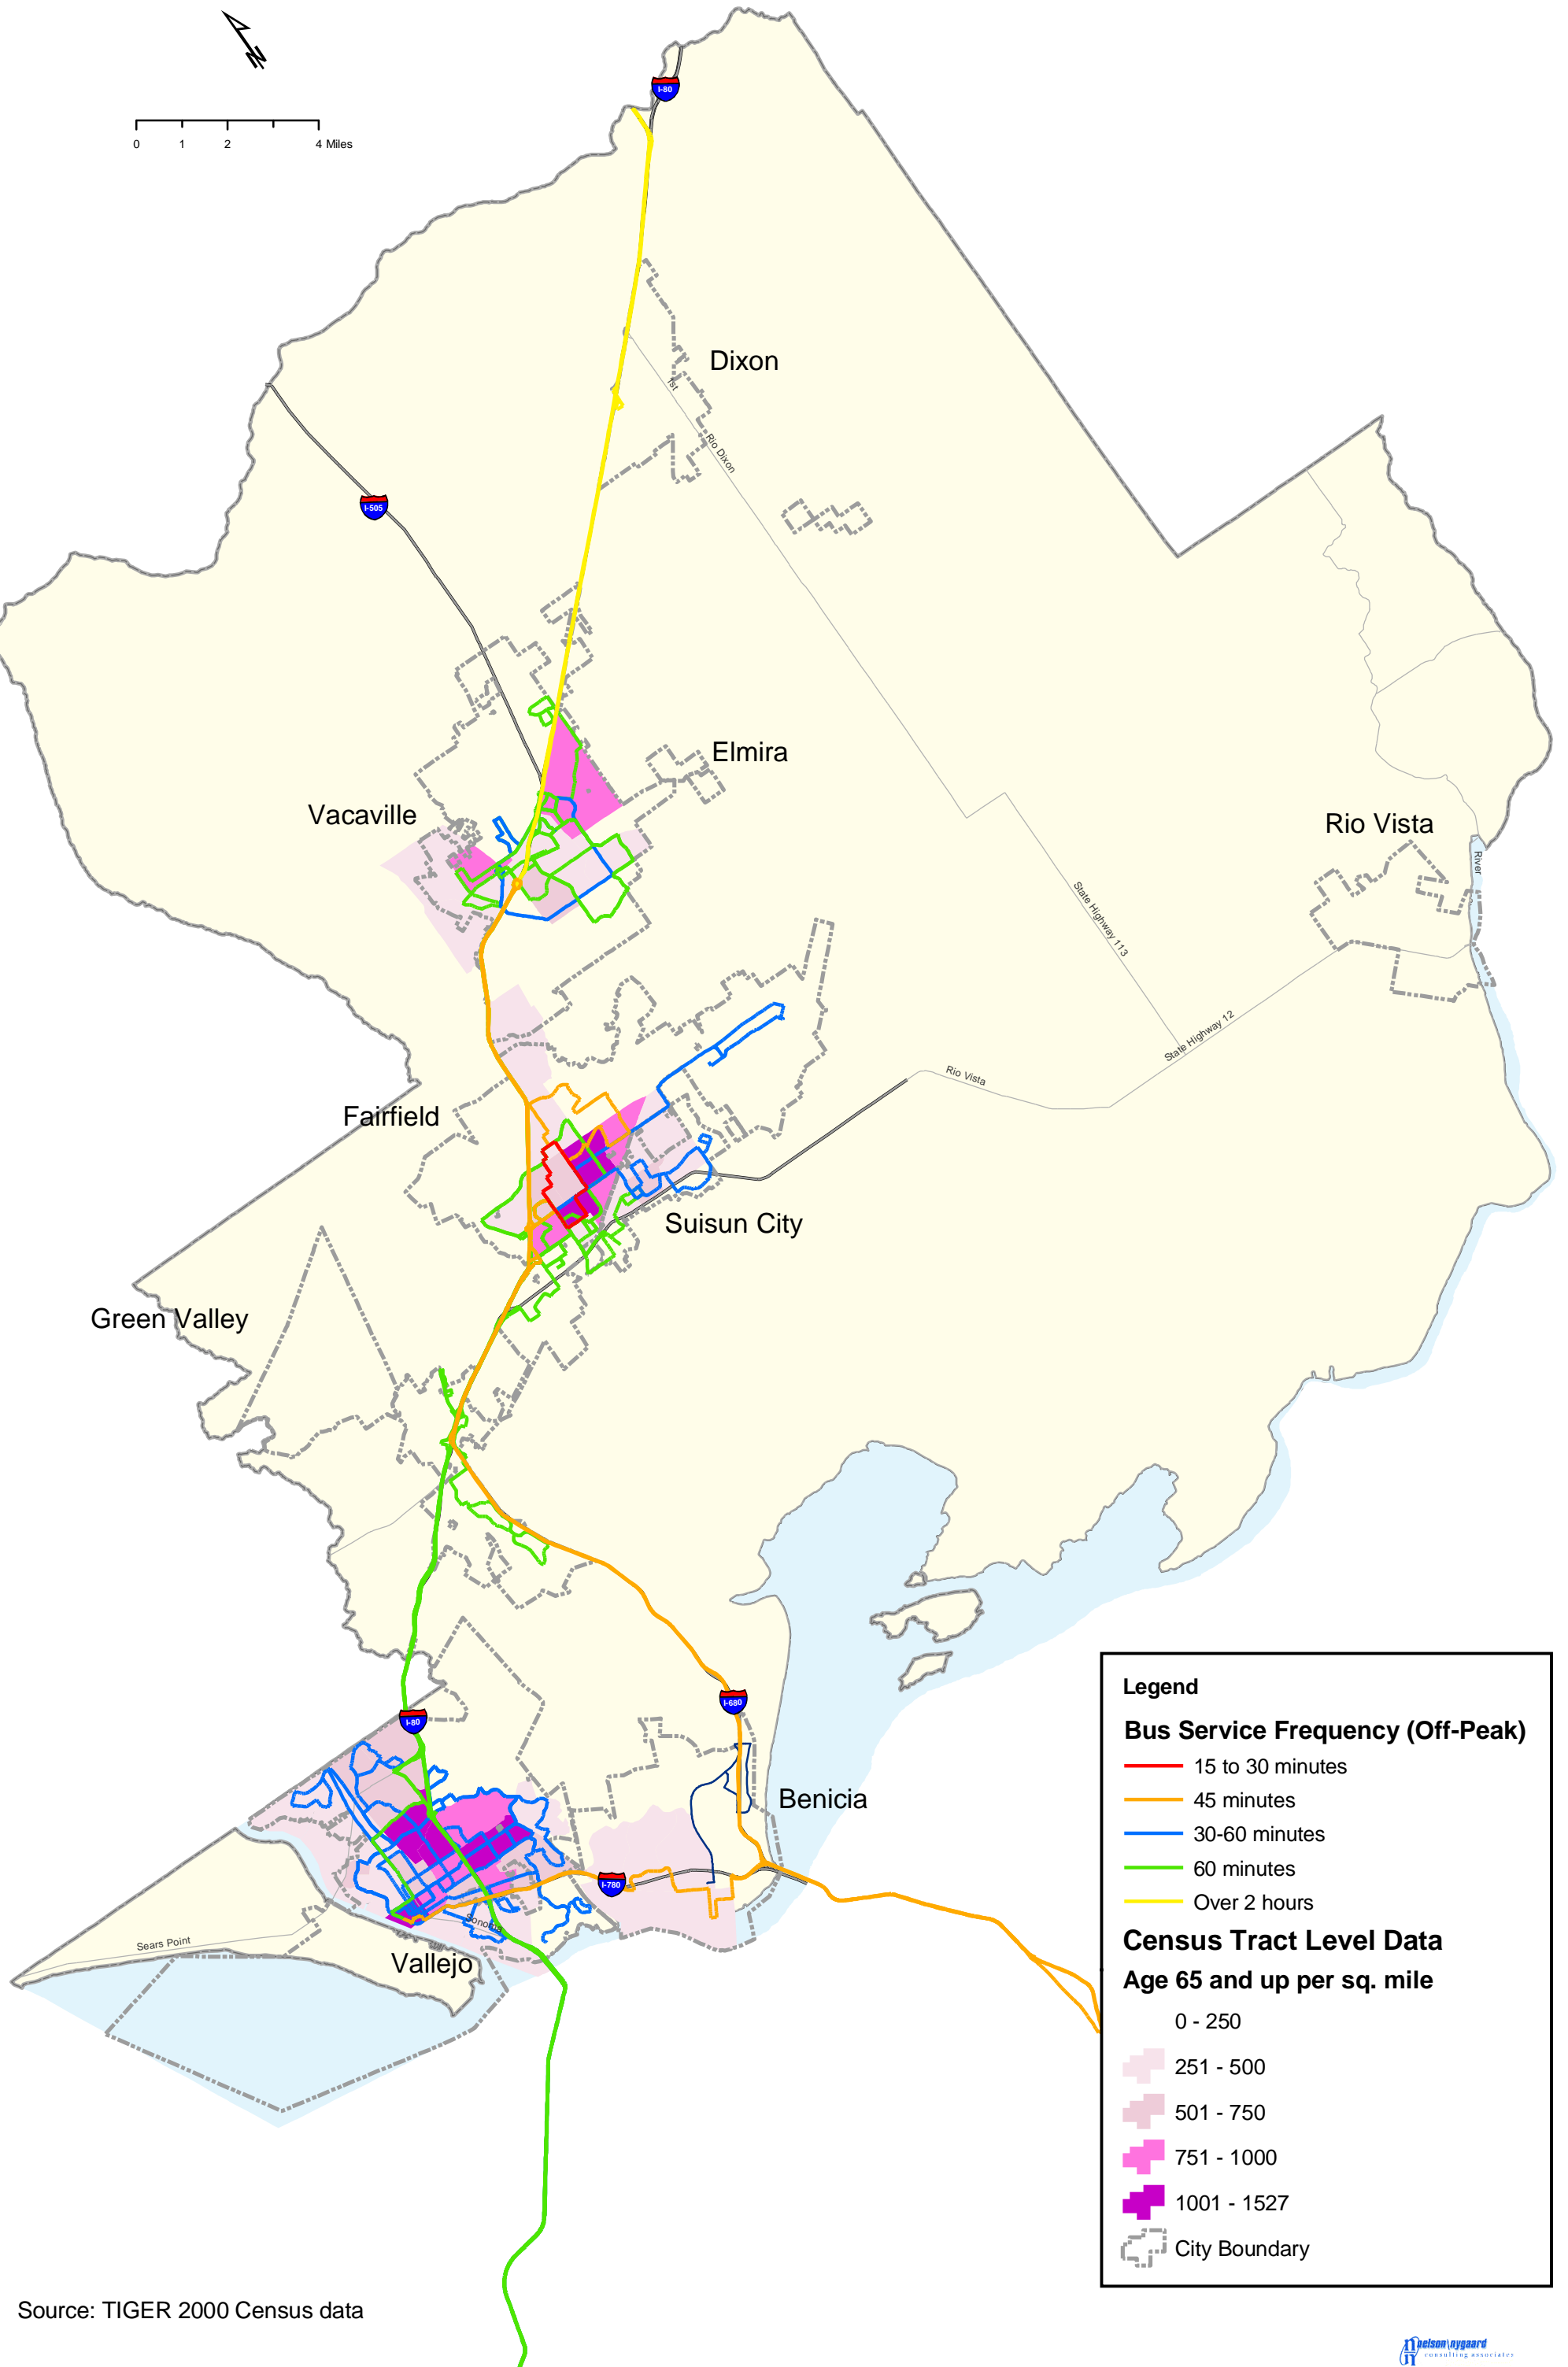 N
0 1 2 4 Miles
I-80
Dixon
1st
Rio Dixon
I-505
Elmira
Vacaville
Rio Vista
River
State Highway 113
State Highway 12
Rio Vista
Fairfield
Suisun City
Green Valley
I-680
I-80
Benicia
I-780
Sonoma
Sears Point
Vallejo
Legend
Bus Service Frequency (Off-Peak)
15 to 30 minutes
45 minutes
30-60 minutes
60 minutes
Over 2 hours
Census Tract Level Data
Age 65 and up per sq. mile
0 - 250
251 - 500
501 - 750
751 - 1000
1001 - 1527
City Boundary
Source: TIGER 2000 Census data
nelson\nygaard
consulting associates